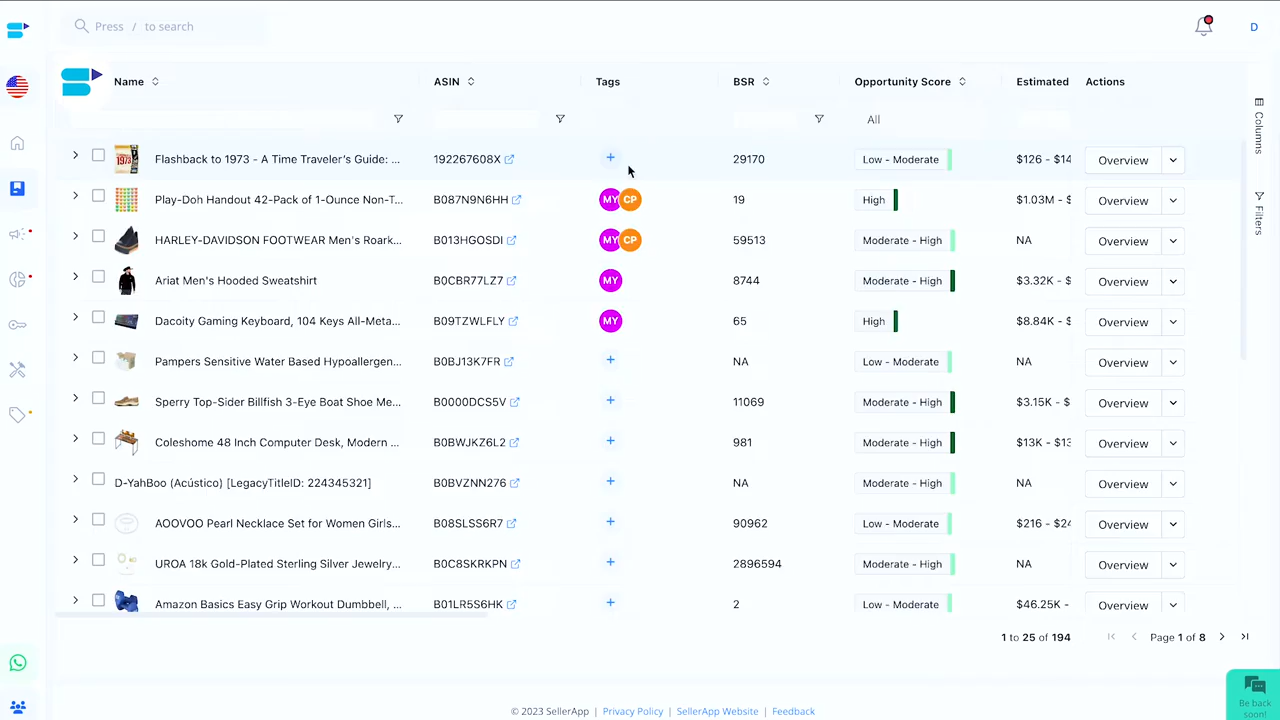 Press / to search
D
Name ASIN Tags BSR Opportunity Score Estimated Actions
All
Columns
Filters
1973 Flashback to 1973 - A Time Traveler's Guide: ... 192267608X + 29170 Low - Moderate $126 - $14 Overview
Play-Doh Handout 42-Pack of 1-Ounce Non-T... B087N9N6HH MY CP 19 High $1.03M - $ Overview
HARLEY-DAVIDSON FOOTWEAR Men's Roark... B013HGOSDI MY CP 59513 Moderate - High NA Overview
Ariat Men's Hooded Sweatshirt B0CBR77LZ7 MY 8744 Moderate - High $3.32K - $ Overview
Dacoity Gaming Keyboard, 104 Keys All-Meta... B09TZWLFLY MY 65 High $8.84K - $ Overview
Pampers Sensitive Water Based Hypoallergen... B0BJ13K7FR + NA Low - Moderate NA Overview
Sperry Top-Sider Billfish 3-Eye Boat Shoe Me... B0000DCS5V + 11069 Moderate - High $3.15K - $ Overview
Coleshome 48 Inch Computer Desk, Modern ... B0BWJKZ6L2 + 981 Moderate - High $13K - $13 Overview
D-YahBoo (Acústico) [LegacyTitleID: 224345321] B0BVZNN276 + NA Moderate - High NA Overview
AOOVOO Pearl Necklace Set for Women Girls... B08SLSS6R7 + 90962 Low - Moderate $216 - $24 Overview
UROA 18k Gold-Plated Sterling Silver Jewelry... B0C8SKRKPN + 2896594 Moderate - High NA Overview
Amazon Basics Easy Grip Workout Dumbbell, ... B01LR5S6HK + 2 Low - Moderate $46.25K - Overview
1 to 25 of 194 Page 1 of 8
© 2023 SellerApp | Privacy Policy | SellerApp Website | Feedback
Be back
soon!